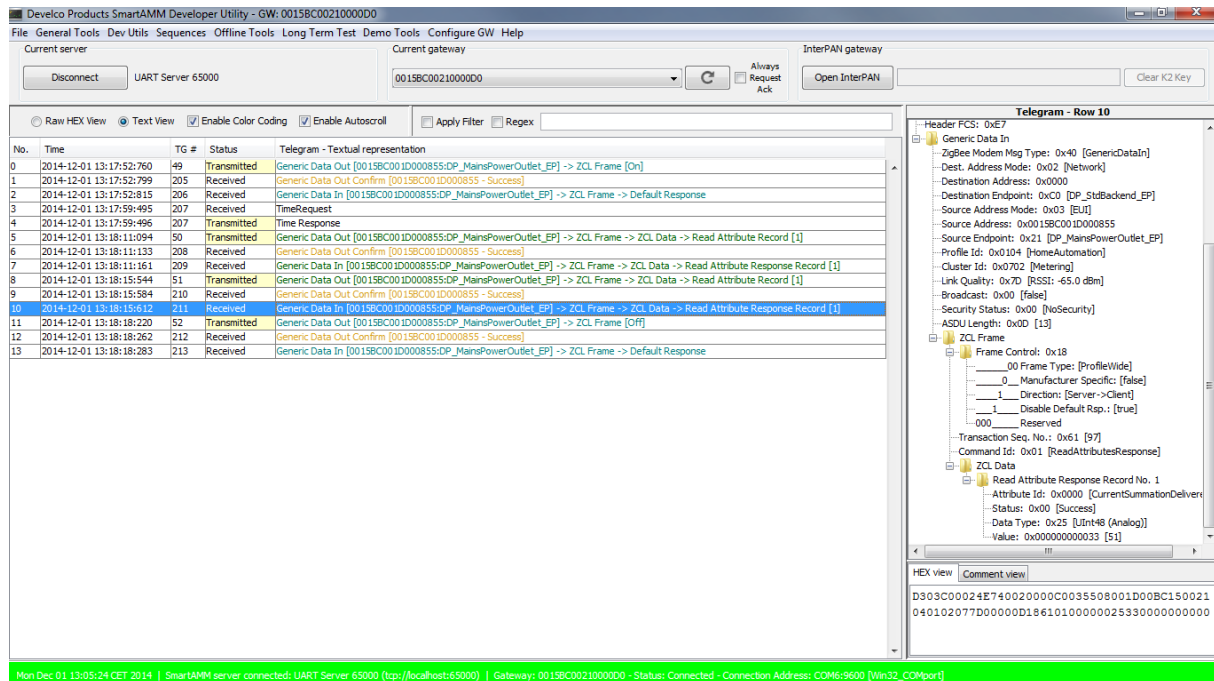 Develco Products SmartAMM Developer Utility - GW: 0015BC00210000D0
File General Tools Dev Utils Sequences Offline Tools Long Term Test Demo Tools Configure GW Help
Current server
Disconnect UART Server 65000
Current gateway
0015BC00210000D0
Always Request Ack
InterPAN gateway
Open InterPAN
Clear K2 Key
Raw HEX View Text View Enable Color Coding Enable Autoscroll Apply Filter Regex
No. Time TG # Status Telegram - Textual representation
0 2014-12-01 13:17:52:760 49 Transmitted Generic Data Out [0015BC001D000855:DP_MainsPowerOutlet_EP] -> ZCL Frame [On]
1 2014-12-01 13:17:52:799 205 Received Generic Data Out Confirm [0015BC001D000855 - Success]
2 2014-12-01 13:17:52:815 206 Received Generic Data In [0015BC001D000855:DP_MainsPowerOutlet_EP] -> ZCL Frame -> Default Response
3 2014-12-01 13:17:59:495 207 Received TimeRequest
4 2014-12-01 13:17:59:496 207 Transmitted Time Response
5 2014-12-01 13:18:11:094 50 Transmitted Generic Data Out [0015BC001D000855:DP_MainsPowerOutlet_EP] -> ZCL Frame -> ZCL Data -> Read Attribute Record [1]
6 2014-12-01 13:18:11:133 208 Received Generic Data Out Confirm [0015BC001D000855 - Success]
7 2014-12-01 13:18:11:161 209 Received Generic Data In [0015BC001D000855:DP_MainsPowerOutlet_EP] -> ZCL Frame -> ZCL Data -> Read Attribute Response Record [1]
8 2014-12-01 13:18:15:544 51 Transmitted Generic Data Out [0015BC001D000855:DP_MainsPowerOutlet_EP] -> ZCL Frame -> ZCL Data -> Read Attribute Record [1]
9 2014-12-01 13:18:15:584 210 Received Generic Data Out Confirm [0015BC001D000855 - Success]
10 2014-12-01 13:18:15:612 211 Received Generic Data In [0015BC001D000855:DP_MainsPowerOutlet_EP] -> ZCL Frame -> ZCL Data -> Read Attribute Response Record [1]
11 2014-12-01 13:18:18:220 52 Transmitted Generic Data Out [0015BC001D000855:DP_MainsPowerOutlet_EP] -> ZCL Frame [Off]
12 2014-12-01 13:18:18:262 212 Received Generic Data Out Confirm [0015BC001D000855 - Success]
13 2014-12-01 13:18:18:283 213 Received Generic Data In [0015BC001D000855:DP_MainsPowerOutlet_EP] -> ZCL Frame -> Default Response
Telegram - Row 10
Header FCS: 0xE7
Generic Data In
ZigBee Modem Msg Type: 0x40 [GenericDataIn]
Dest. Address Mode: 0x02 [Network]
Destination Address: 0x0000
Destination Endpoint: 0xC0 [DP_StdBackend_EP]
Source Address Mode: 0x03 [EUI]
Source Address: 0x0015BC001D000855
Source Endpoint: 0x21 [DP_MainsPowerOutlet_EP]
Profile Id: 0x0104 [HomeAutomation]
Cluster Id: 0x0702 [Metering]
Link Quality: 0x7D [RSSI: -65.0 dBm]
Broadcast: 0x00 [false]
Security Status: 0x00 [NoSecurity]
ASDU Length: 0x0D [13]
ZCL Frame
Frame Control: 0x18
______00 Frame Type: [ProfileWide]
_____0__ Manufacturer Specific: [false]
____1___ Direction: [Server->Client]
___1____ Disable Default Rsp.: [true]
000_____ Reserved
Transaction Seq. No.: 0x61 [97]
Command Id: 0x01 [ReadAttributesResponse]
ZCL Data
Read Attribute Response Record No. 1
Attribute Id: 0x0000 [CurrentSummationDelivere
Status: 0x00 [Success]
Data Type: 0x25 [UInt48 (Analog)]
Value: 0x000000000033 [51]
HEX view Comment view
D303C00024E740020000C0035508001D00BC150021
040102077D00000D18610100000025330000000000
Mon Dec 01 13:05:24 CET 2014 | SmartAMM server connected: UART Server 65000 (tcp://localhost:65000) | Gateway: 0015BC00210000D0 - Status: Connected - Connection Address: COM6:9600 [Win32_COMport]